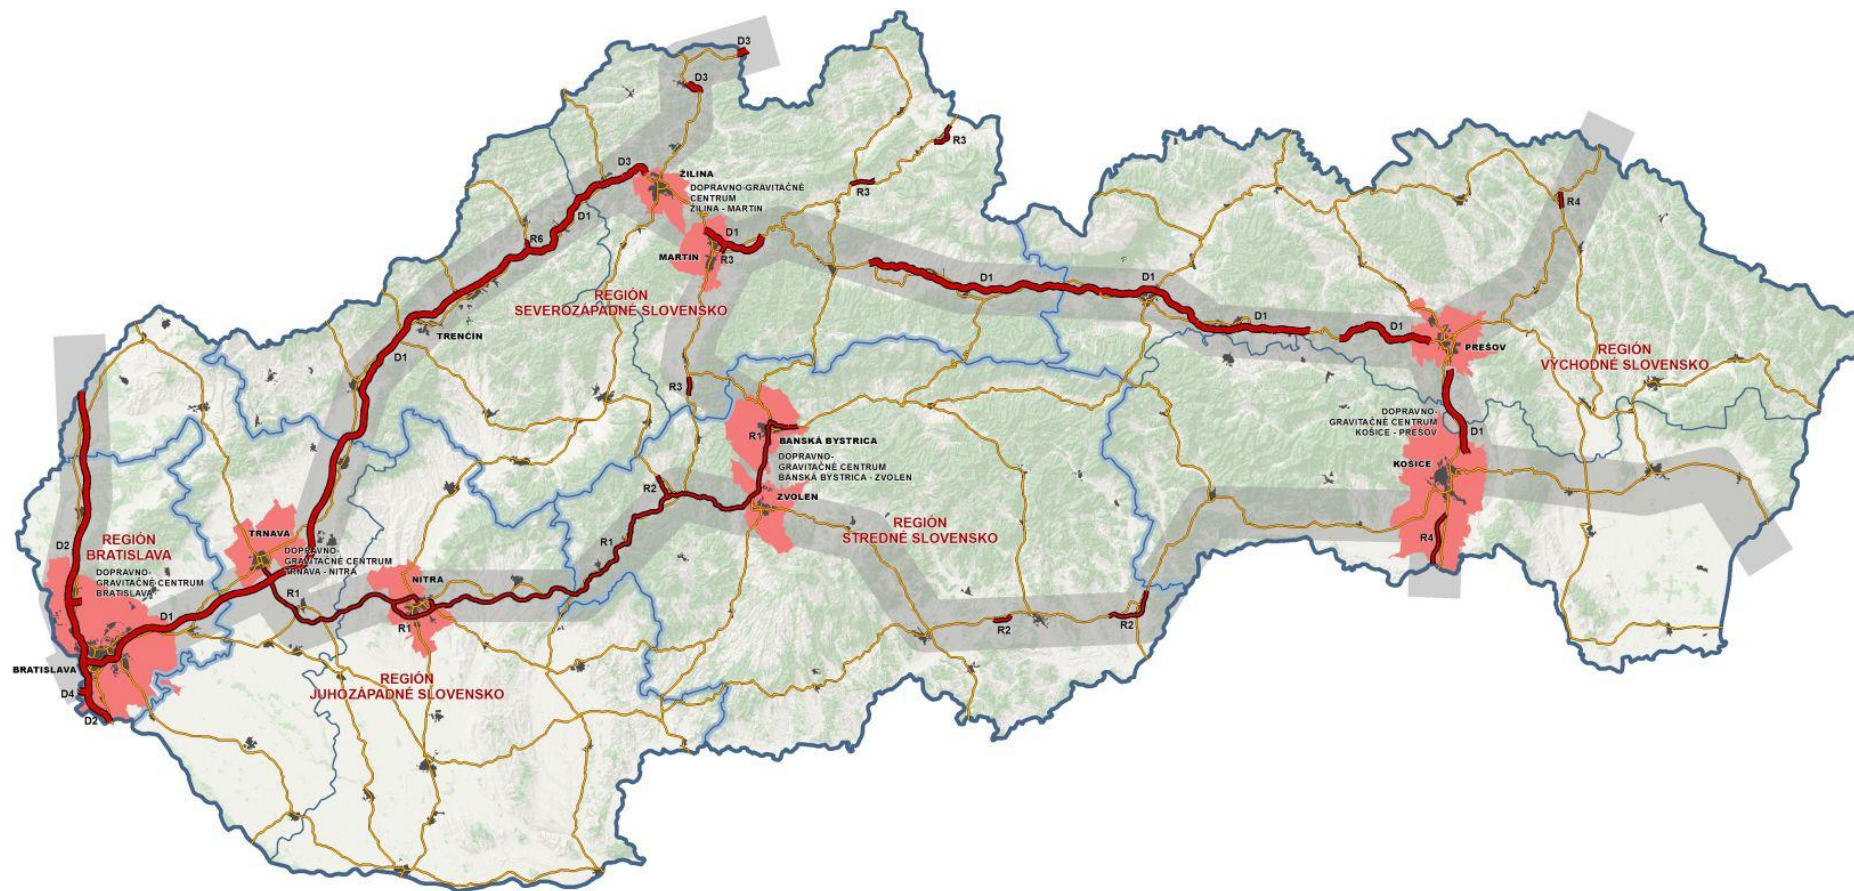 D3
D3
D3
ŽILINA
DOPRAVNO-GRAVITAČNÉ
CENTRUM
ŽILINA - MARTIN
R3
R3
R4
D1
D1
R6
MARTIN
R3
D1
D1
D1
D1
REGIÓN
SEVEROZÁPADNÉ SLOVENSKO
TRENČÍN
D1
PREŠOV
REGIÓN
VÝCHODNÉ SLOVENSKO
R3
DOPRAVNO-
GRAVITAČNÉ CENTRUM
KOŠICE - PREŠOV
D1
KOŠICE
R1
BANSKÁ BYSTRICA
DOPRAVNO-
GRAVITAČNÉ CENTRUM
BANSKÁ BYSTRICA - ZVOLEN
ZVOLEN
R2
REGIÓN
STREDNÉ SLOVENSKO
R4
R1
TRNAVA
DOPRAVNO-
GRAVITAČNÉ CENTRUM
TRNAVA - NITRA
D2
REGIÓN
BRATISLAVA
DOPRAVNO-
GRAVITAČNÉ CENTRUM
BRATISLAVA
NITRA
R1
D1
R1
R2
R2
BRATISLAVA
D4
D2
REGIÓN
JUHOZÁPADNÉ SLOVENSKO